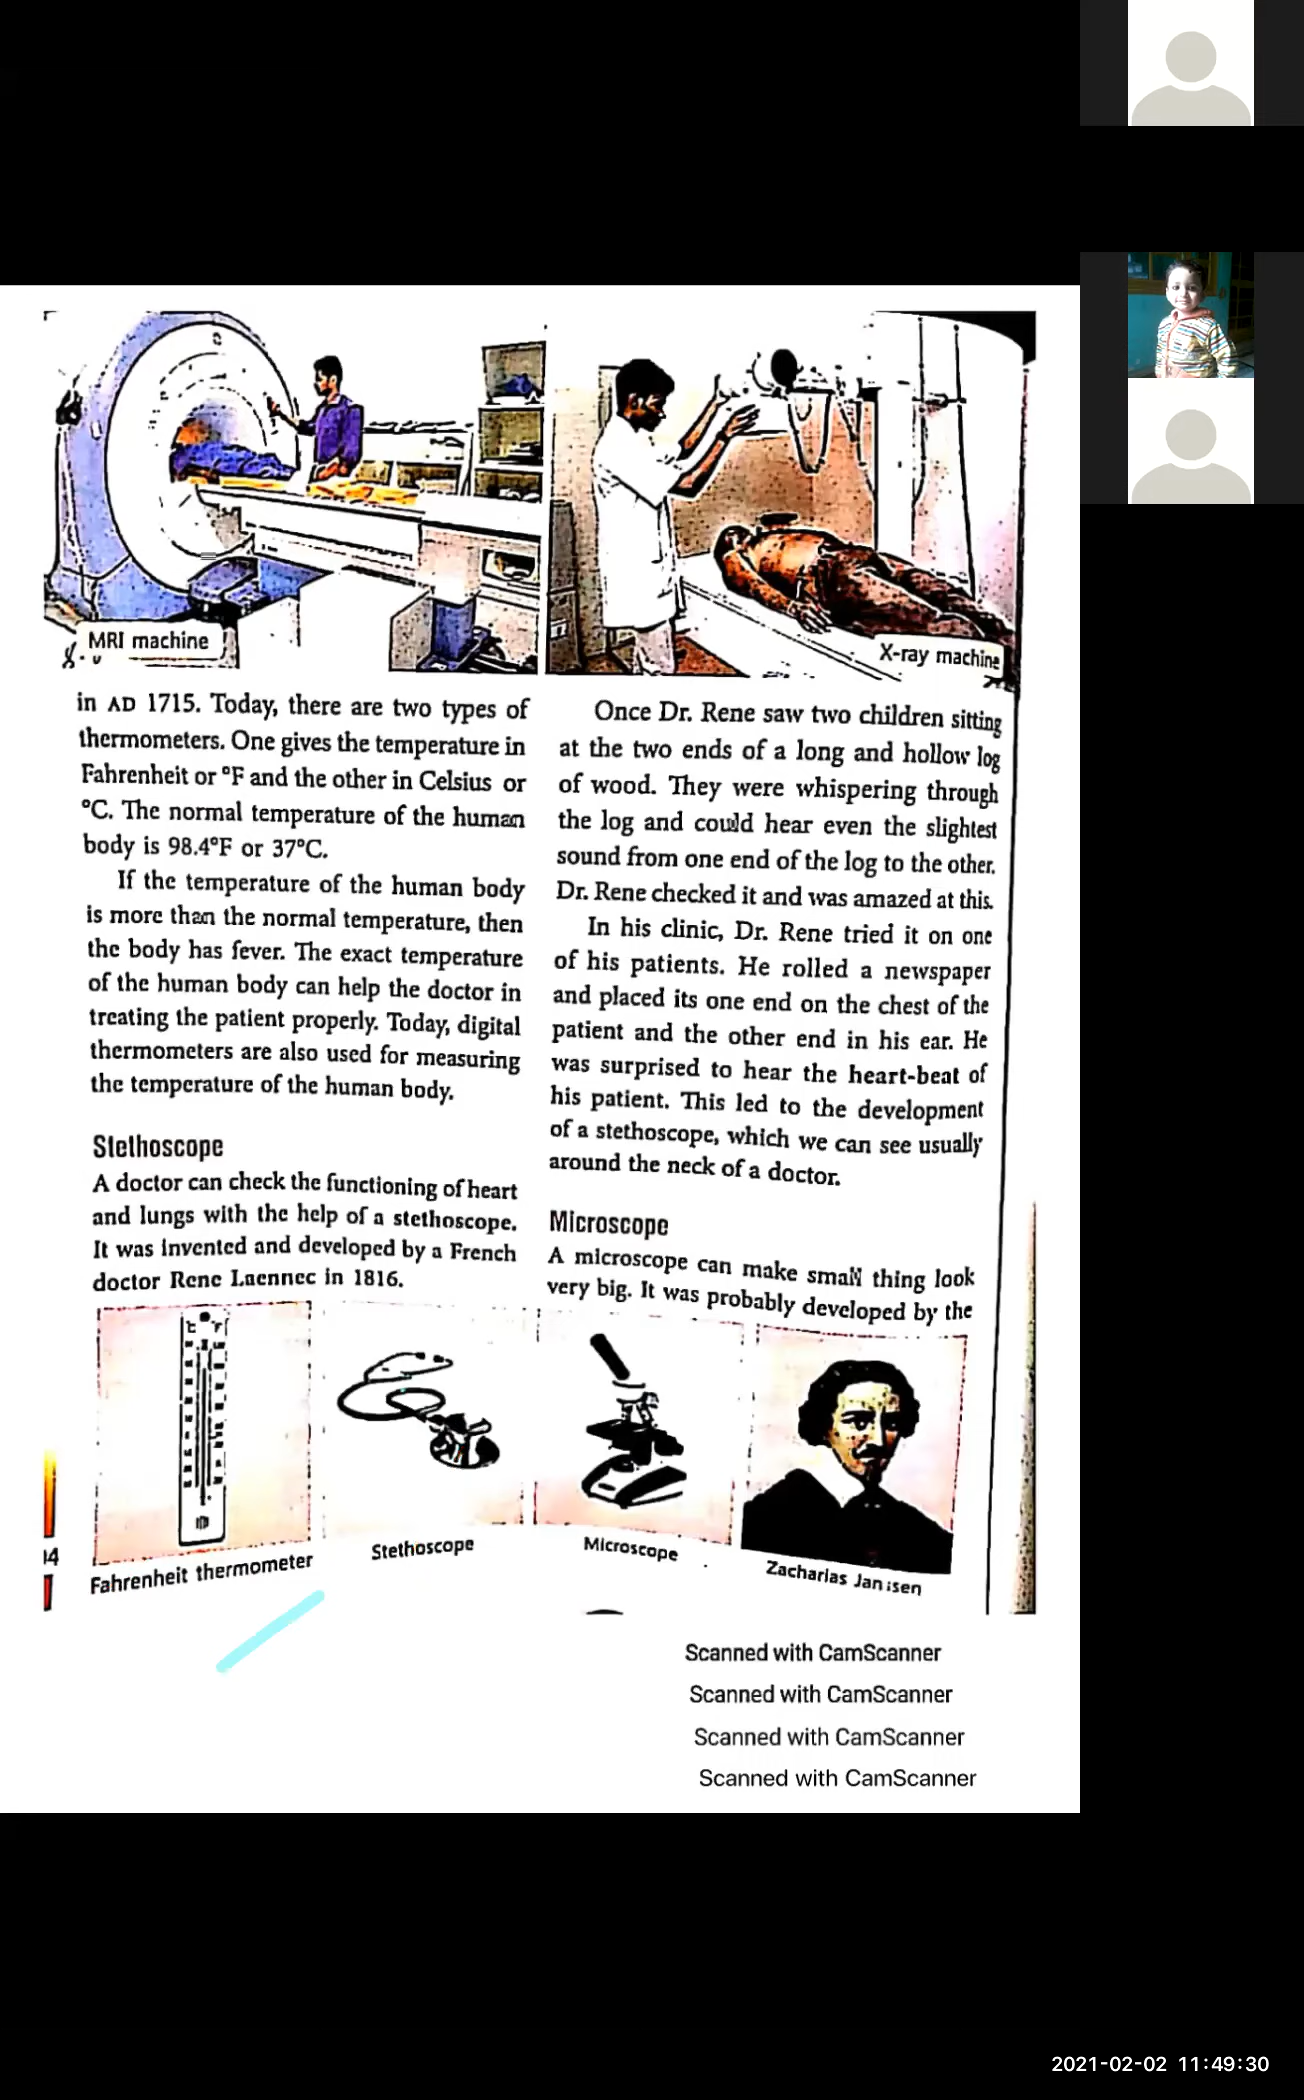 MRI machine
X-ray machine
in AD 1715. Today, there are two types of
thermometers. One gives the temperature in
Fahrenheit or °F and the other in Celsius or
°C. The normal temperature of the human
body is 98.4°F or 37°C.
If the temperature of the human body
is more than the normal temperature, then
the body has fever. The exact temperature
of the human body can help the doctor in
treating the patient properly. Today, digital
thermometers are also used for measuring
the temperature of the human body.
Stethoscope
A doctor can check the functioning of heart
and lungs with the help of a stethoscope.
It was invented and developed by a French
doctor Rene Laennec in 1816.
Once Dr. Rene saw two children sitting
at the two ends of a long and hollow log
of wood. They were whispering through
the log and could hear even the slightest
sound from one end of the log to the other.
Dr. Rene checked it and was amazed at this.
In his clinic, Dr. Rene tried it on one
of his patients. He rolled a newspaper
and placed its one end on the chest of the
patient and the other end in his ear. He
was surprised to hear the heart-beat of
his patient. This led to the development
of a stethoscope, which we can see usually
around the neck of a doctor.
Microscope
A microscope can make small thing look
very big. It was probably developed by the
°C °F
Fahrenheit thermometer
Stethoscope
Microscope
Zacharias Janssen
Scanned with CamScanner
Scanned with CamScanner
Scanned with CamScanner
Scanned with CamScanner
2021-02-02 11:49:30